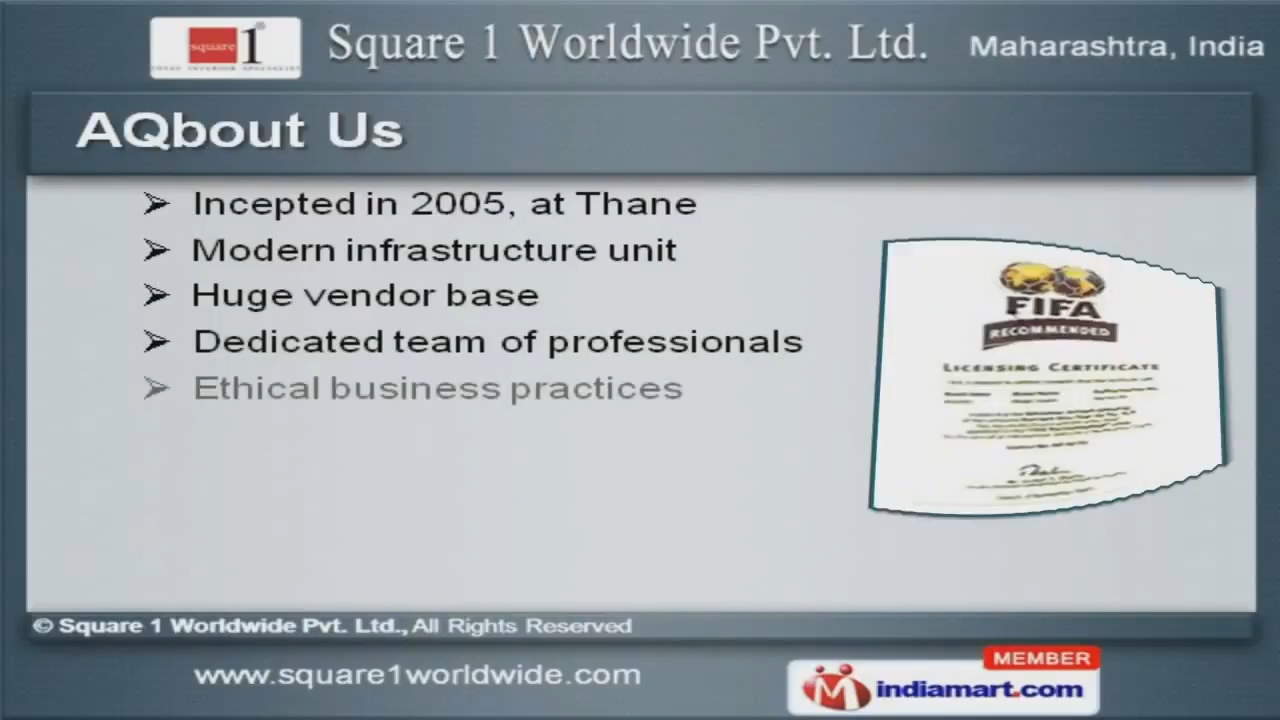 square 1
Square 1 Worldwide Pvt. Ltd.
Maharashtra, India
AQbout Us
➢ Incepted in 2005, at Thane
➢ Modern infrastructure unit
➢ Huge vendor base
➢ Dedicated team of professionals
➢ Ethical business practices
FIFA
RECOMMENDED
LICENSING CERTIFICATE
© Square 1 Worldwide Pvt. Ltd., All Rights Reserved
www.square1worldwide.com
MEMBER
indiamart.com